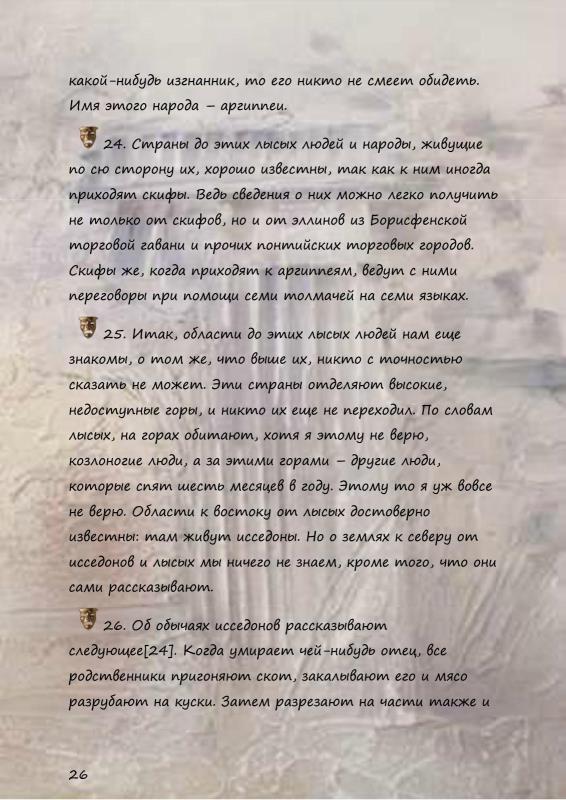 какой-нибудь изгнанник, то его никто не смеет обидеть.
Имя этого народа – аргиппеи.
24. Страны до этих лысых людей и народы, живущие
по сю сторону их, хорошо известны, так как к ним иногда
приходят скифы. Ведь сведения о них можно легко получить
не только от скифов, но и от эллинов из Борисфенской
торговой гавани и прочих понтийских торговых городов.
Скифы же, когда приходят к аргиппеям, ведут с ними
переговоры при помощи семи толмачей на семи языках.
25. Итак, области до этих лысых людей нам еще
знакомы, о том же, что выше их, никто с точностью
сказать не может. Эти страны отделяют высокие,
недоступные горы, и никто их еще не переходил. По словам
лысых, на горах обитают, хотя я этому не верю,
козлоногие люди, а за этими горами – другие люди,
которые спят шесть месяцев в году. Этому то я уж вовсе
не верю. Области к востоку от лысых достоверно
известны: там живут исседоны. Но о землях к северу от
исседонов и лысых мы ничего не знаем, кроме того, что они
сами рассказывают.
26. Об обычаях исседонов рассказывают
следующее[24]. Когда умирает чей-нибудь отец, все
родственники пригоняют скот, закалывают его и мясо
разрубают на куски. Затем разрезают на части также и
26